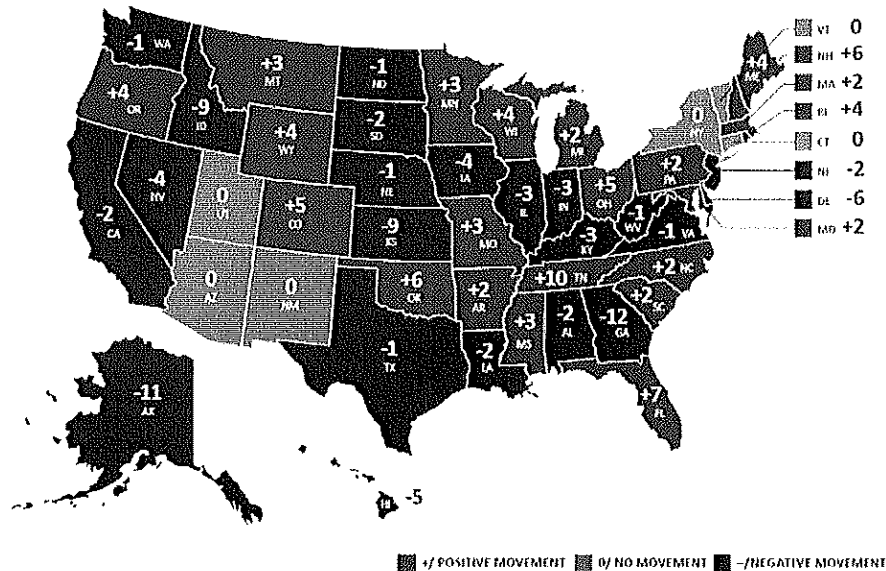 -1 WA
+4
OR
-9
ID
+3
MT
-1
ND
+3
MN
-2
SD
+4
WY
+4
WI
+2
MI
+4
ME
0
NY
VT 0
NH +6
MA +2
RI +4
CT 0
NJ -2
DE -6
MD +2
-4
NV
-2
CA
0
UT
+5
CO
-1
NE
-4
IA
-3
IL
-3
IN
+5
OH
+2
PA
-1
WV
-1 VA
-9
KS
+3
MO
-3
KY
+2 NC
+10 TN
0
AZ
0
NM
+6
OK
+2
AR
+2
SC
+3
MS
-2
AL
-12
GA
-1
TX
-2
LA
+7
FL
-11
AK
HI -5
+/ POSITIVE MOVEMENT 0/ NO MOVEMENT –/NEGATIVE MOVEMENT